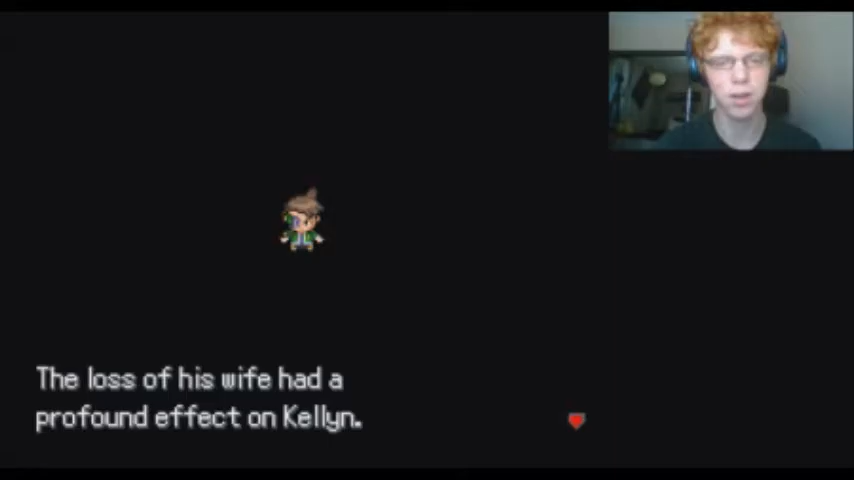 The loss of his wife had a
profound effect on Kellyn.